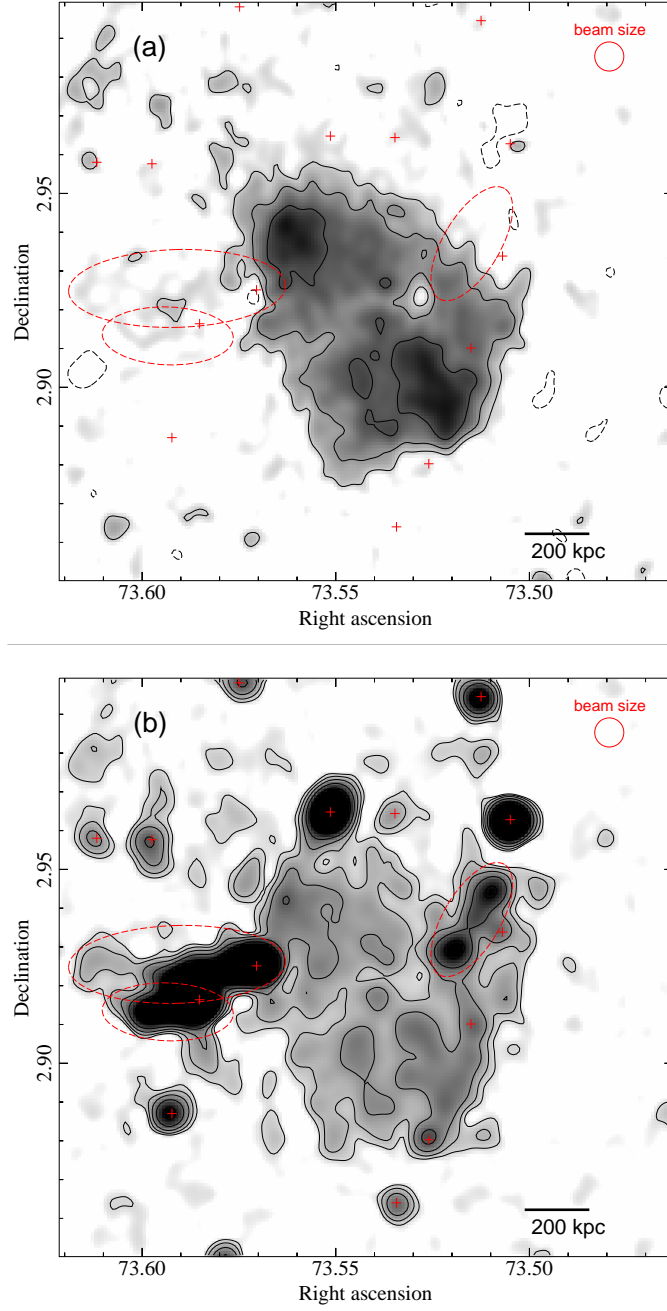 (a)
beam size
2.95
2.90
Declination
200 kpc
73.60
73.55
73.50
Right ascension
(b)
beam size
2.95
2.90
Declination
200 kpc
73.60
73.55
73.50
Right ascension